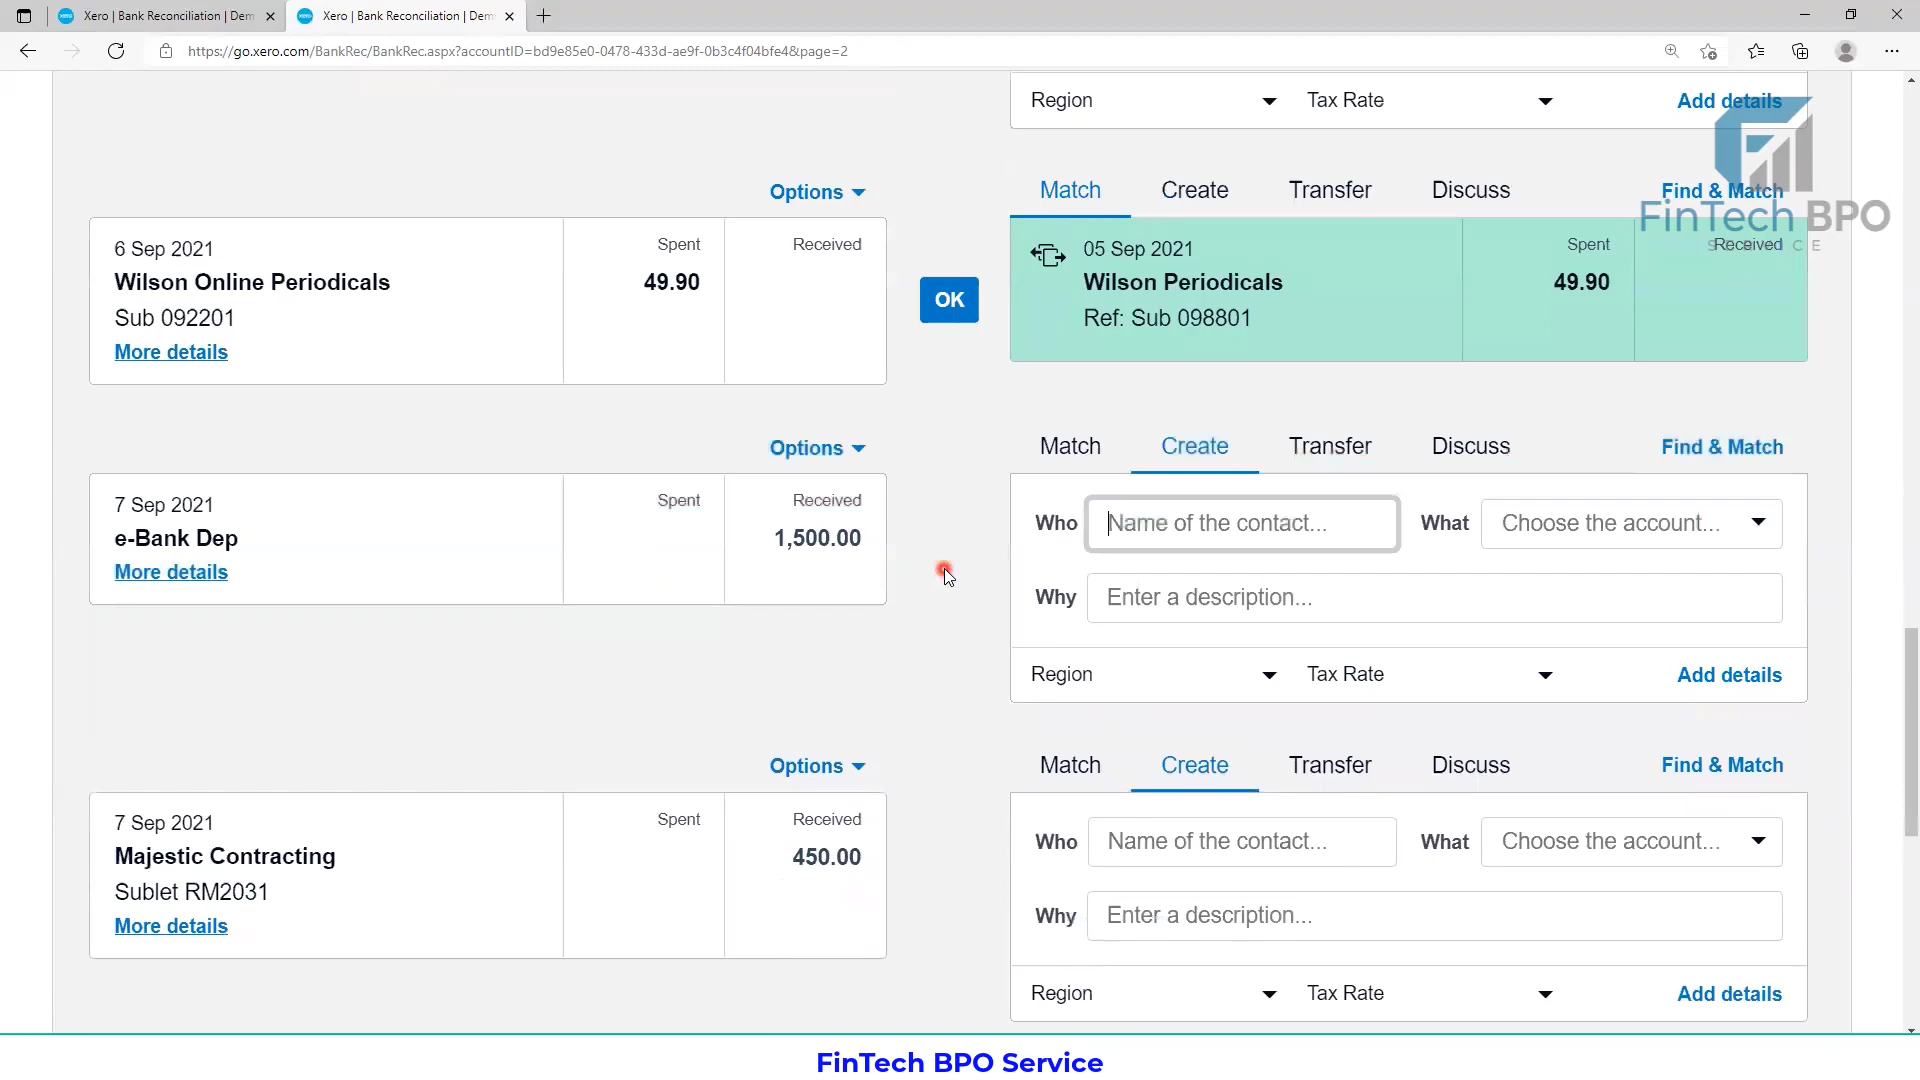 Xero | Bank Reconciliation | Dem
Xero | Bank Reconciliation | Dem
https://go.xero.com/BankRec/BankRec.aspx?accountID=bd9e85e0-0478-433d-ae9f-0b3c4f04bfe4&page=2
Region Tax Rate Add details
FinTech BPO
SERVICE
Options Match Create Transfer Discuss Find & Match
6 Sep 2021 Spent Received
Wilson Online Periodicals 49.90
Sub 092201
More details
OK
05 Sep 2021 Spent Received
Wilson Periodicals 49.90
Ref: Sub 098801
Options Match Create Transfer Discuss Find & Match
7 Sep 2021 Spent Received
e-Bank Dep 1,500.00
More details
Who Name of the contact... What Choose the account...
Why Enter a description...
Region Tax Rate Add details
Options Match Create Transfer Discuss Find & Match
7 Sep 2021 Spent Received
Majestic Contracting 450.00
Sublet RM2031
More details
Who Name of the contact... What Choose the account...
Why Enter a description...
Region Tax Rate Add details
FinTech BPO Service